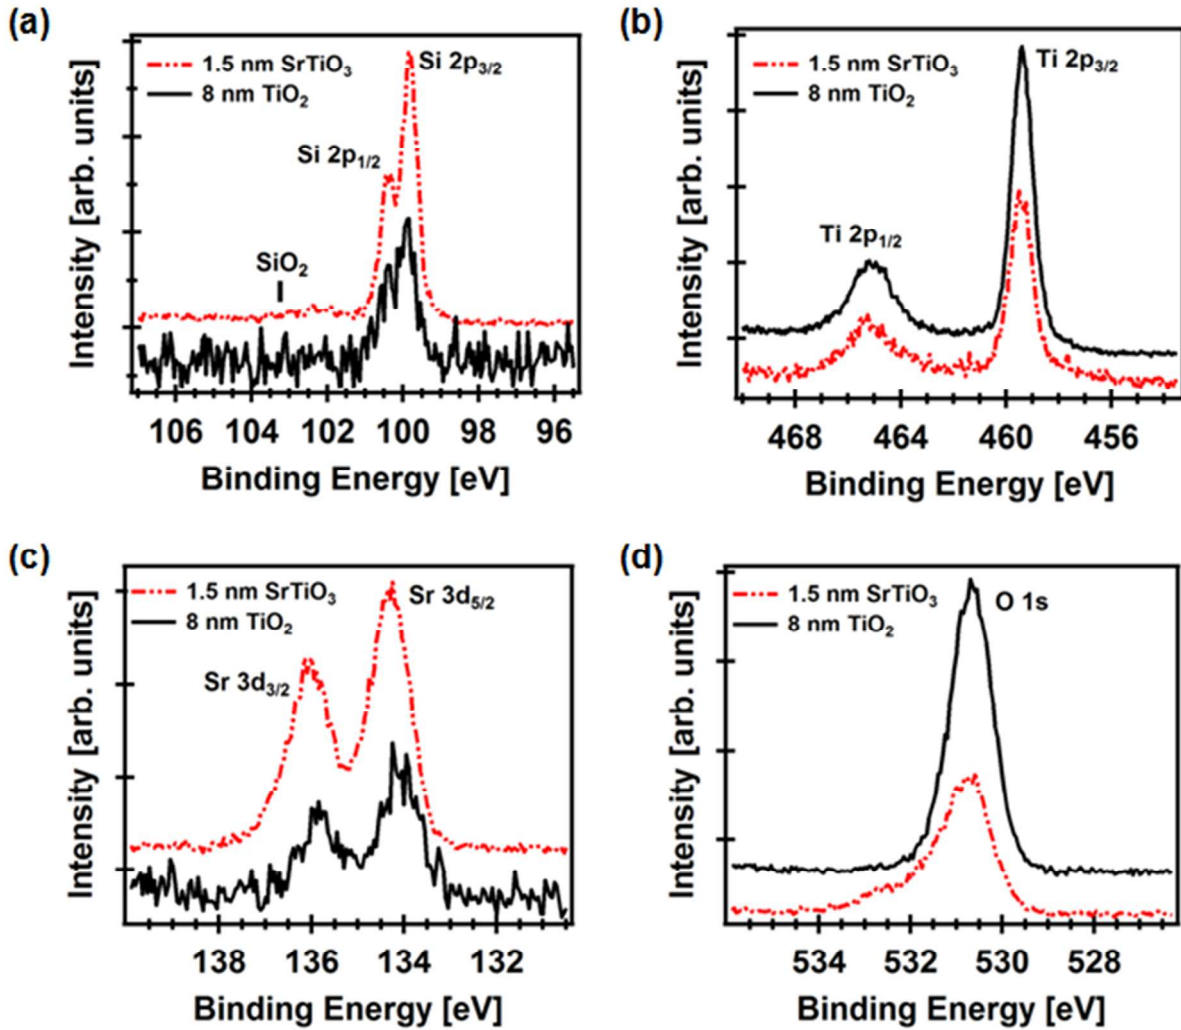 (a)
1.5 nm SrTiO₃
8 nm TiO₂
Si 2p₃/₂
Si 2p₁/₂
SiO₂
Intensity [arb. units]
106 104 102 100 98 96
Binding Energy [eV]
(b)
1.5 nm SrTiO₃
8 nm TiO₂
Ti 2p₃/₂
Ti 2p₁/₂
Intensity [arb. units]
468 464 460 456
Binding Energy [eV]
(c)
1.5 nm SrTiO₃
8 nm TiO₂
Sr 3d₅/₂
Sr 3d₃/₂
Intensity [arb. units]
138 136 134 132
Binding Energy [eV]
(d)
1.5 nm SrTiO₃
8 nm TiO₂
O 1s
Intensity [arb. units]
534 532 530 528
Binding Energy [eV]